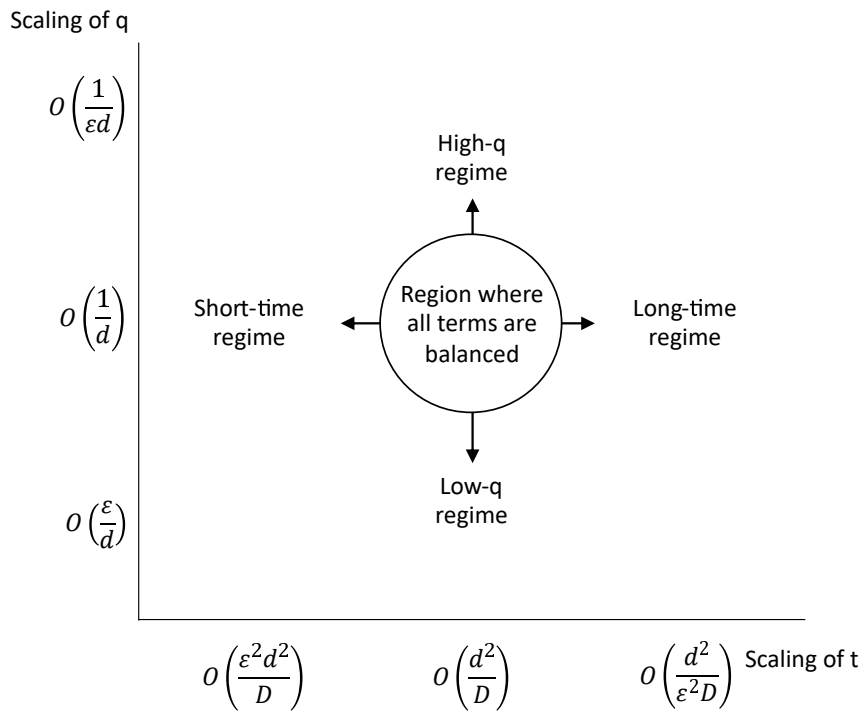 Scaling of q
O(1/εd)
High-q
regime
O(1/d)
Short-time
regime
Region where
all terms are
balanced
Long-time
regime
Low-q
regime
O(ε/d)
O(ε²d²/D)
O(d²/D)
O(d²/ε²D)
Scaling of t